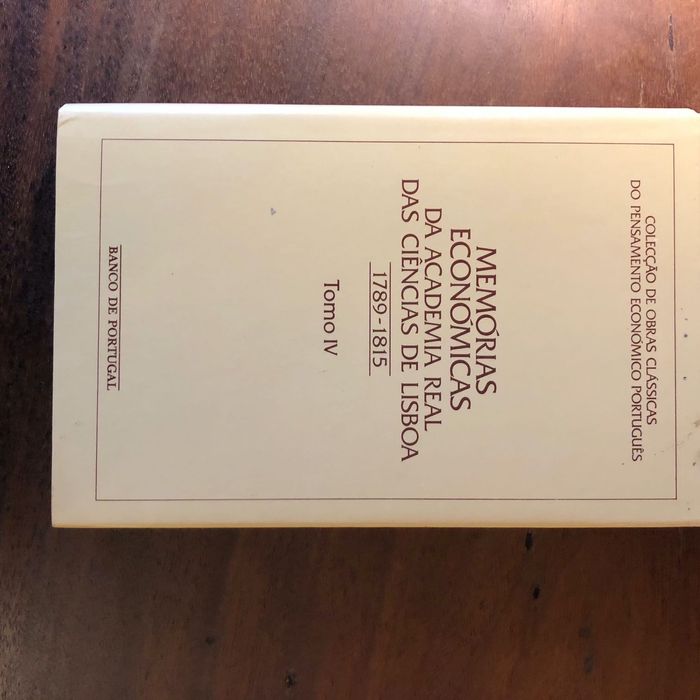 COLECÇÃO DE OBRAS CLÁSSICAS
DO PENSAMENTO ECONÓMICO PORTUGUÊS
MEMÓRIAS
ECONÓMICAS
DA ACADEMIA REAL
DAS CIÊNCIAS DE LISBOA
1789-1815
Tomo IV
BANCO DE PORTUGAL